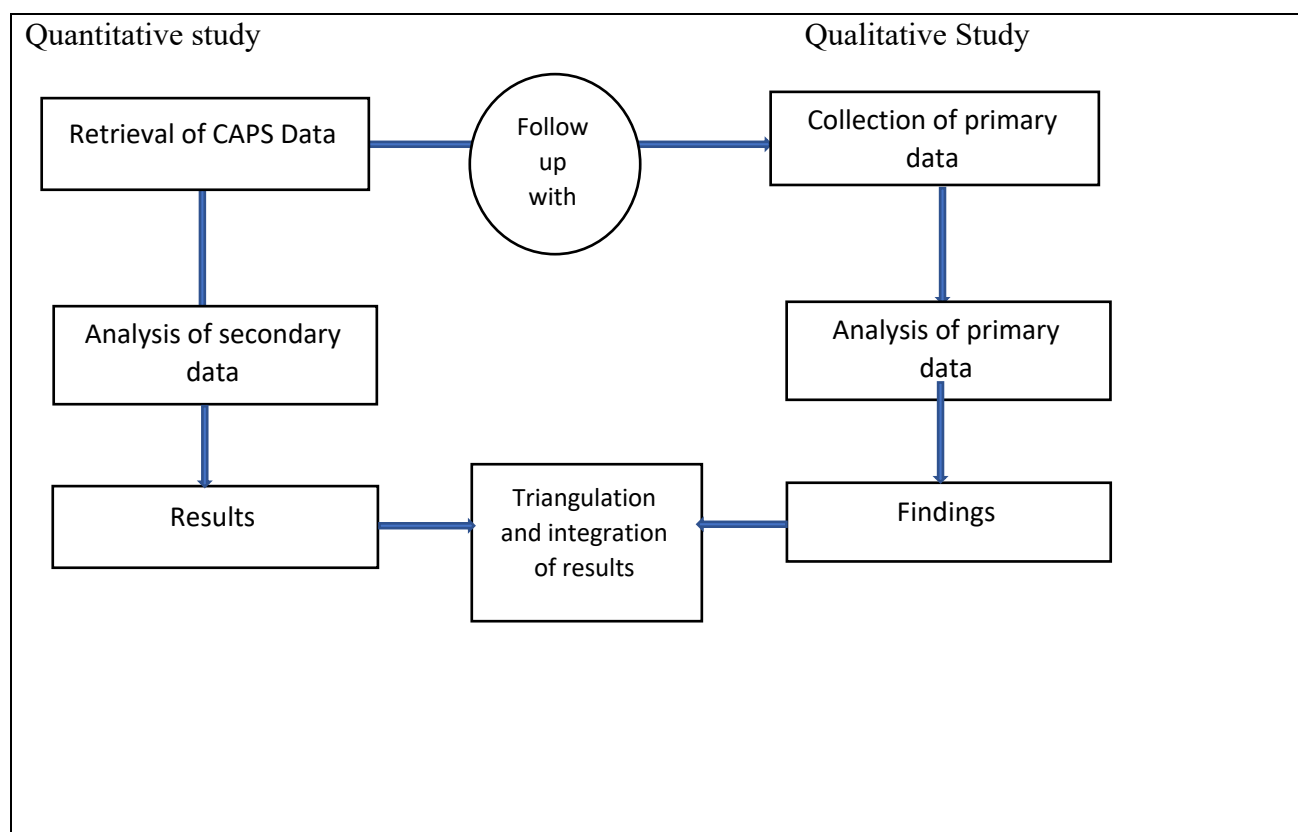 Quantitative study
Qualitative Study
Retrieval of CAPS Data
Follow
up
with
Collection of primary
data
Analysis of secondary
data
Analysis of primary
data
Results
Triangulation
and integration
of results
Findings